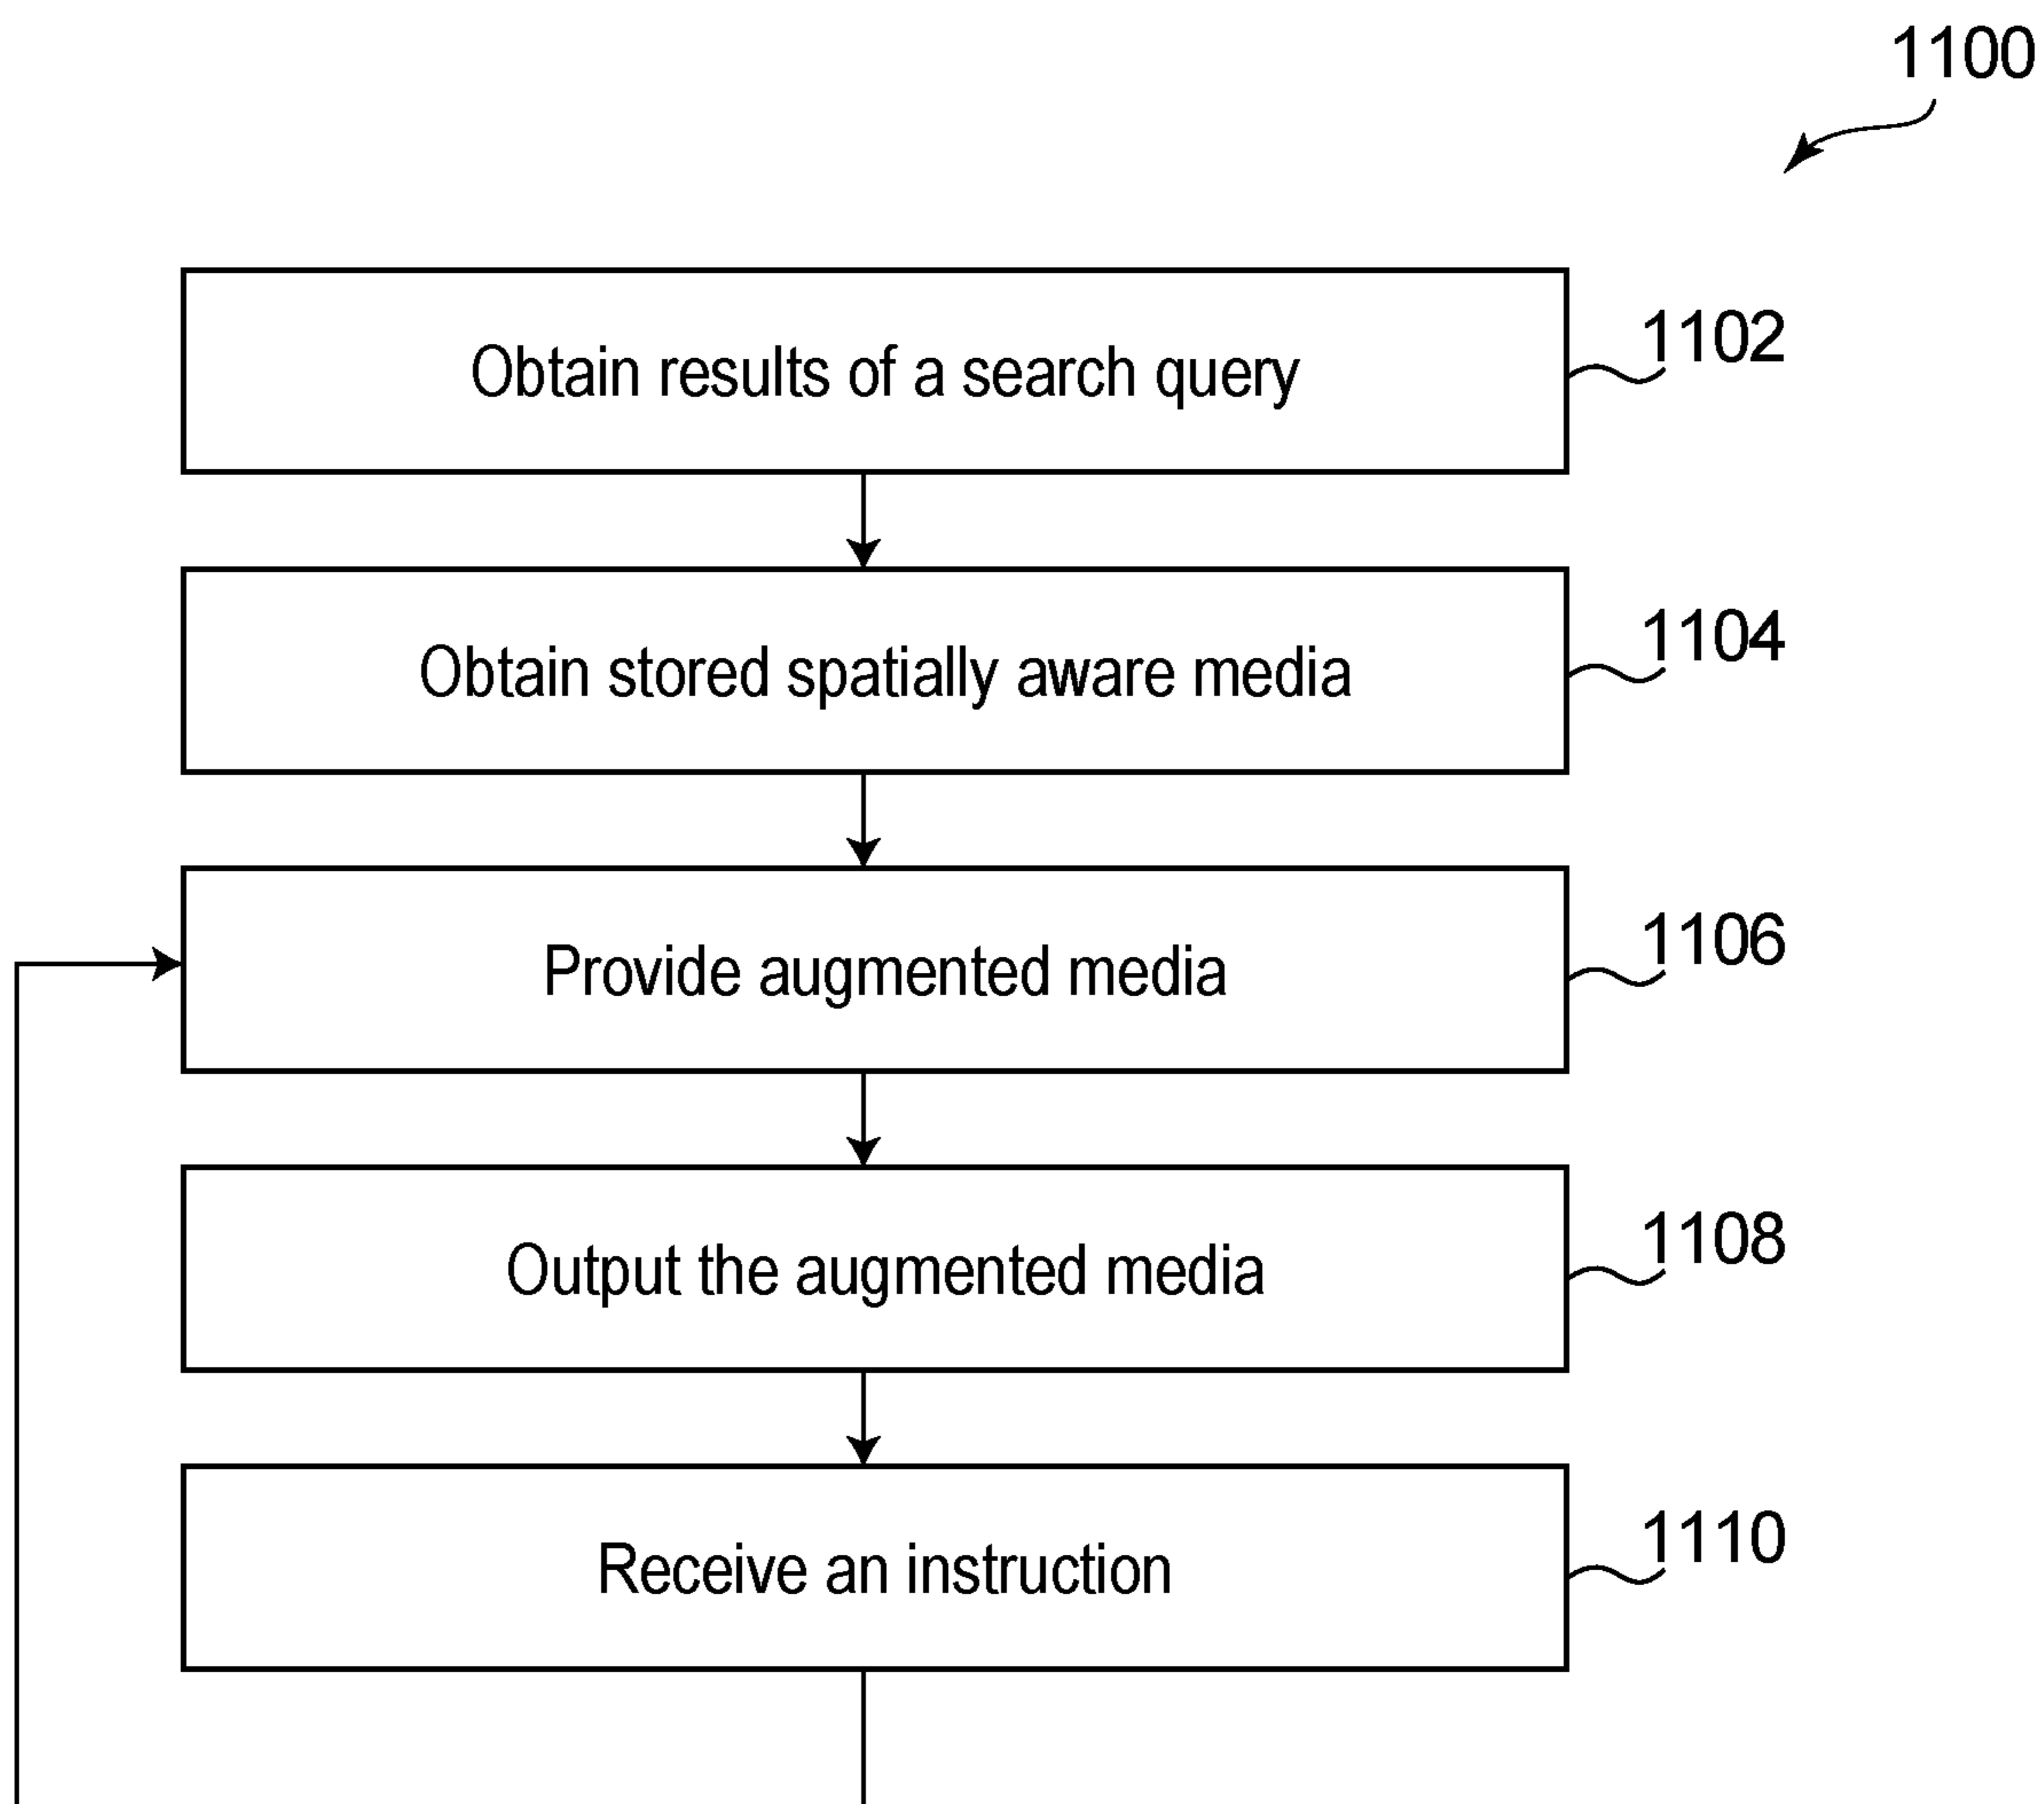 1100
Obtain results of a search query
1102
Obtain stored spatially aware media
1104
Provide augmented media
1106
Output the augmented media
1108
Receive an instruction
1110